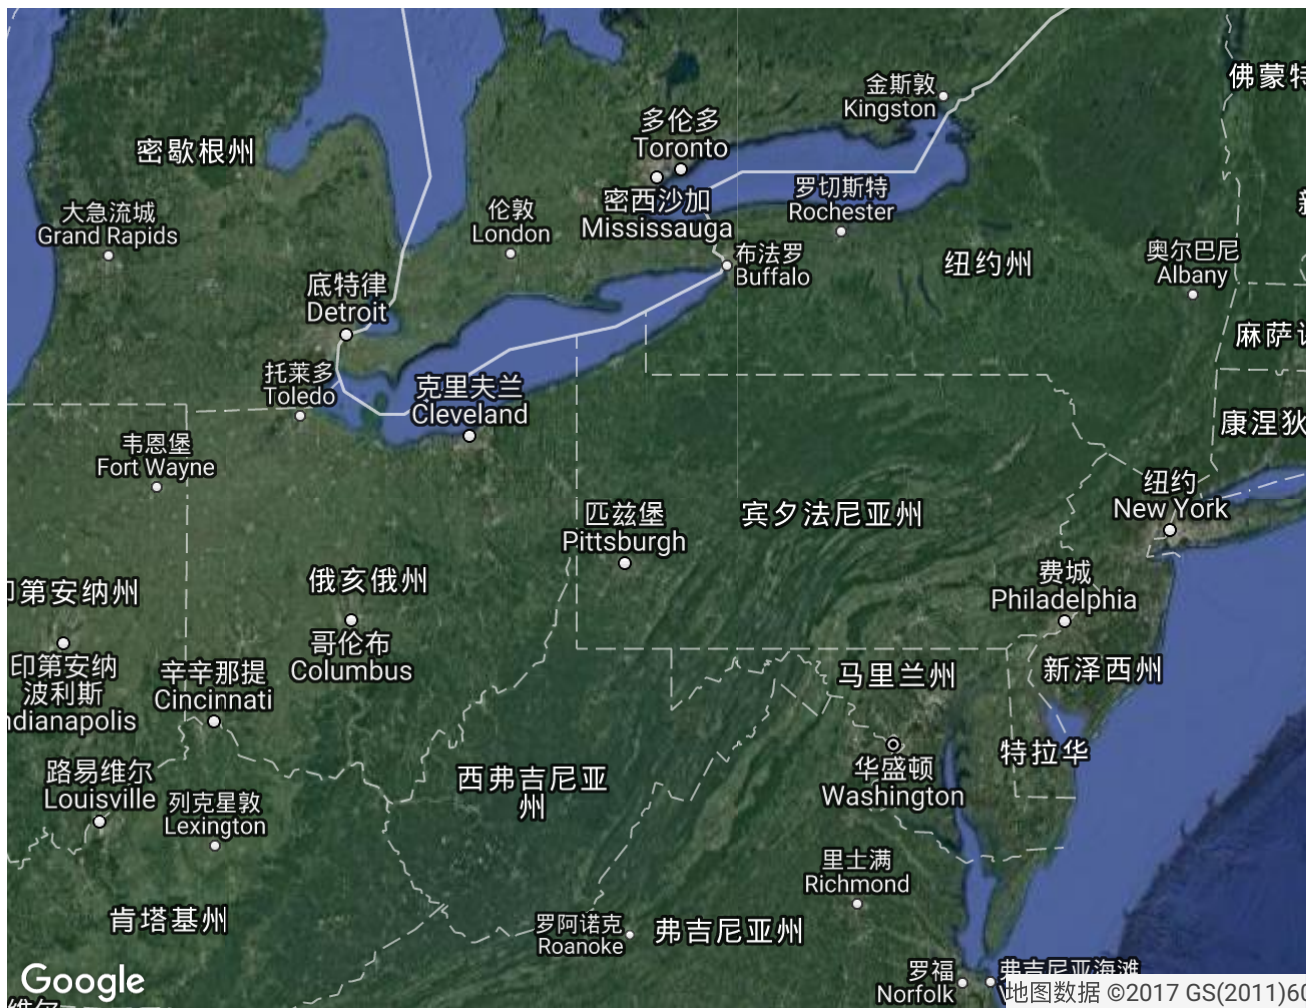 金斯敦
Kingston
佛蒙特
多伦多
Toronto
密歇根州
密西沙加
Mississauga
罗切斯特
Rochester
大急流城
Grand Rapids
伦敦
London
布法罗
Buffalo
纽约州
奥尔巴尼
Albany
底特律
Detroit
麻萨
托莱多
Toledo
克里夫兰
Cleveland
康涅狄
韦恩堡
Fort Wayne
纽约
New York
匹兹堡
Pittsburgh
宾夕法尼亚州
费城
Philadelphia
俄亥俄州
第安纳州
哥伦布
Columbus
印第安纳
波利斯
ndianapolis
辛辛那提
Cincinnati
马里兰州
新泽西州
特拉华
路易维尔
Louisville
列克星敦
Lexington
西弗吉尼亚
州
华盛顿
Washington
里士满
Richmond
肯塔基州
罗阿诺克
Roanoke
弗吉尼亚州
罗福
Norfolk
弗吉尼亚海滩
Google
地图数据 ©2017 GS(2011)60